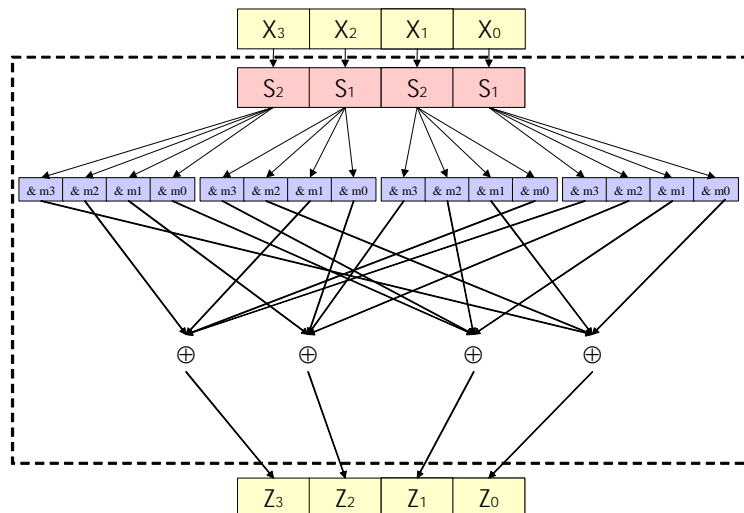 X3 X2 X1 X0
S2 S1 S2 S1
& m3 & m2 & m1 & m0 & m3 & m2 & m1 & m0 & m3 & m2 & m1 & m0 & m3 & m2 & m1 & m0
⊕ ⊕ ⊕ ⊕
Z3 Z2 Z1 Z0